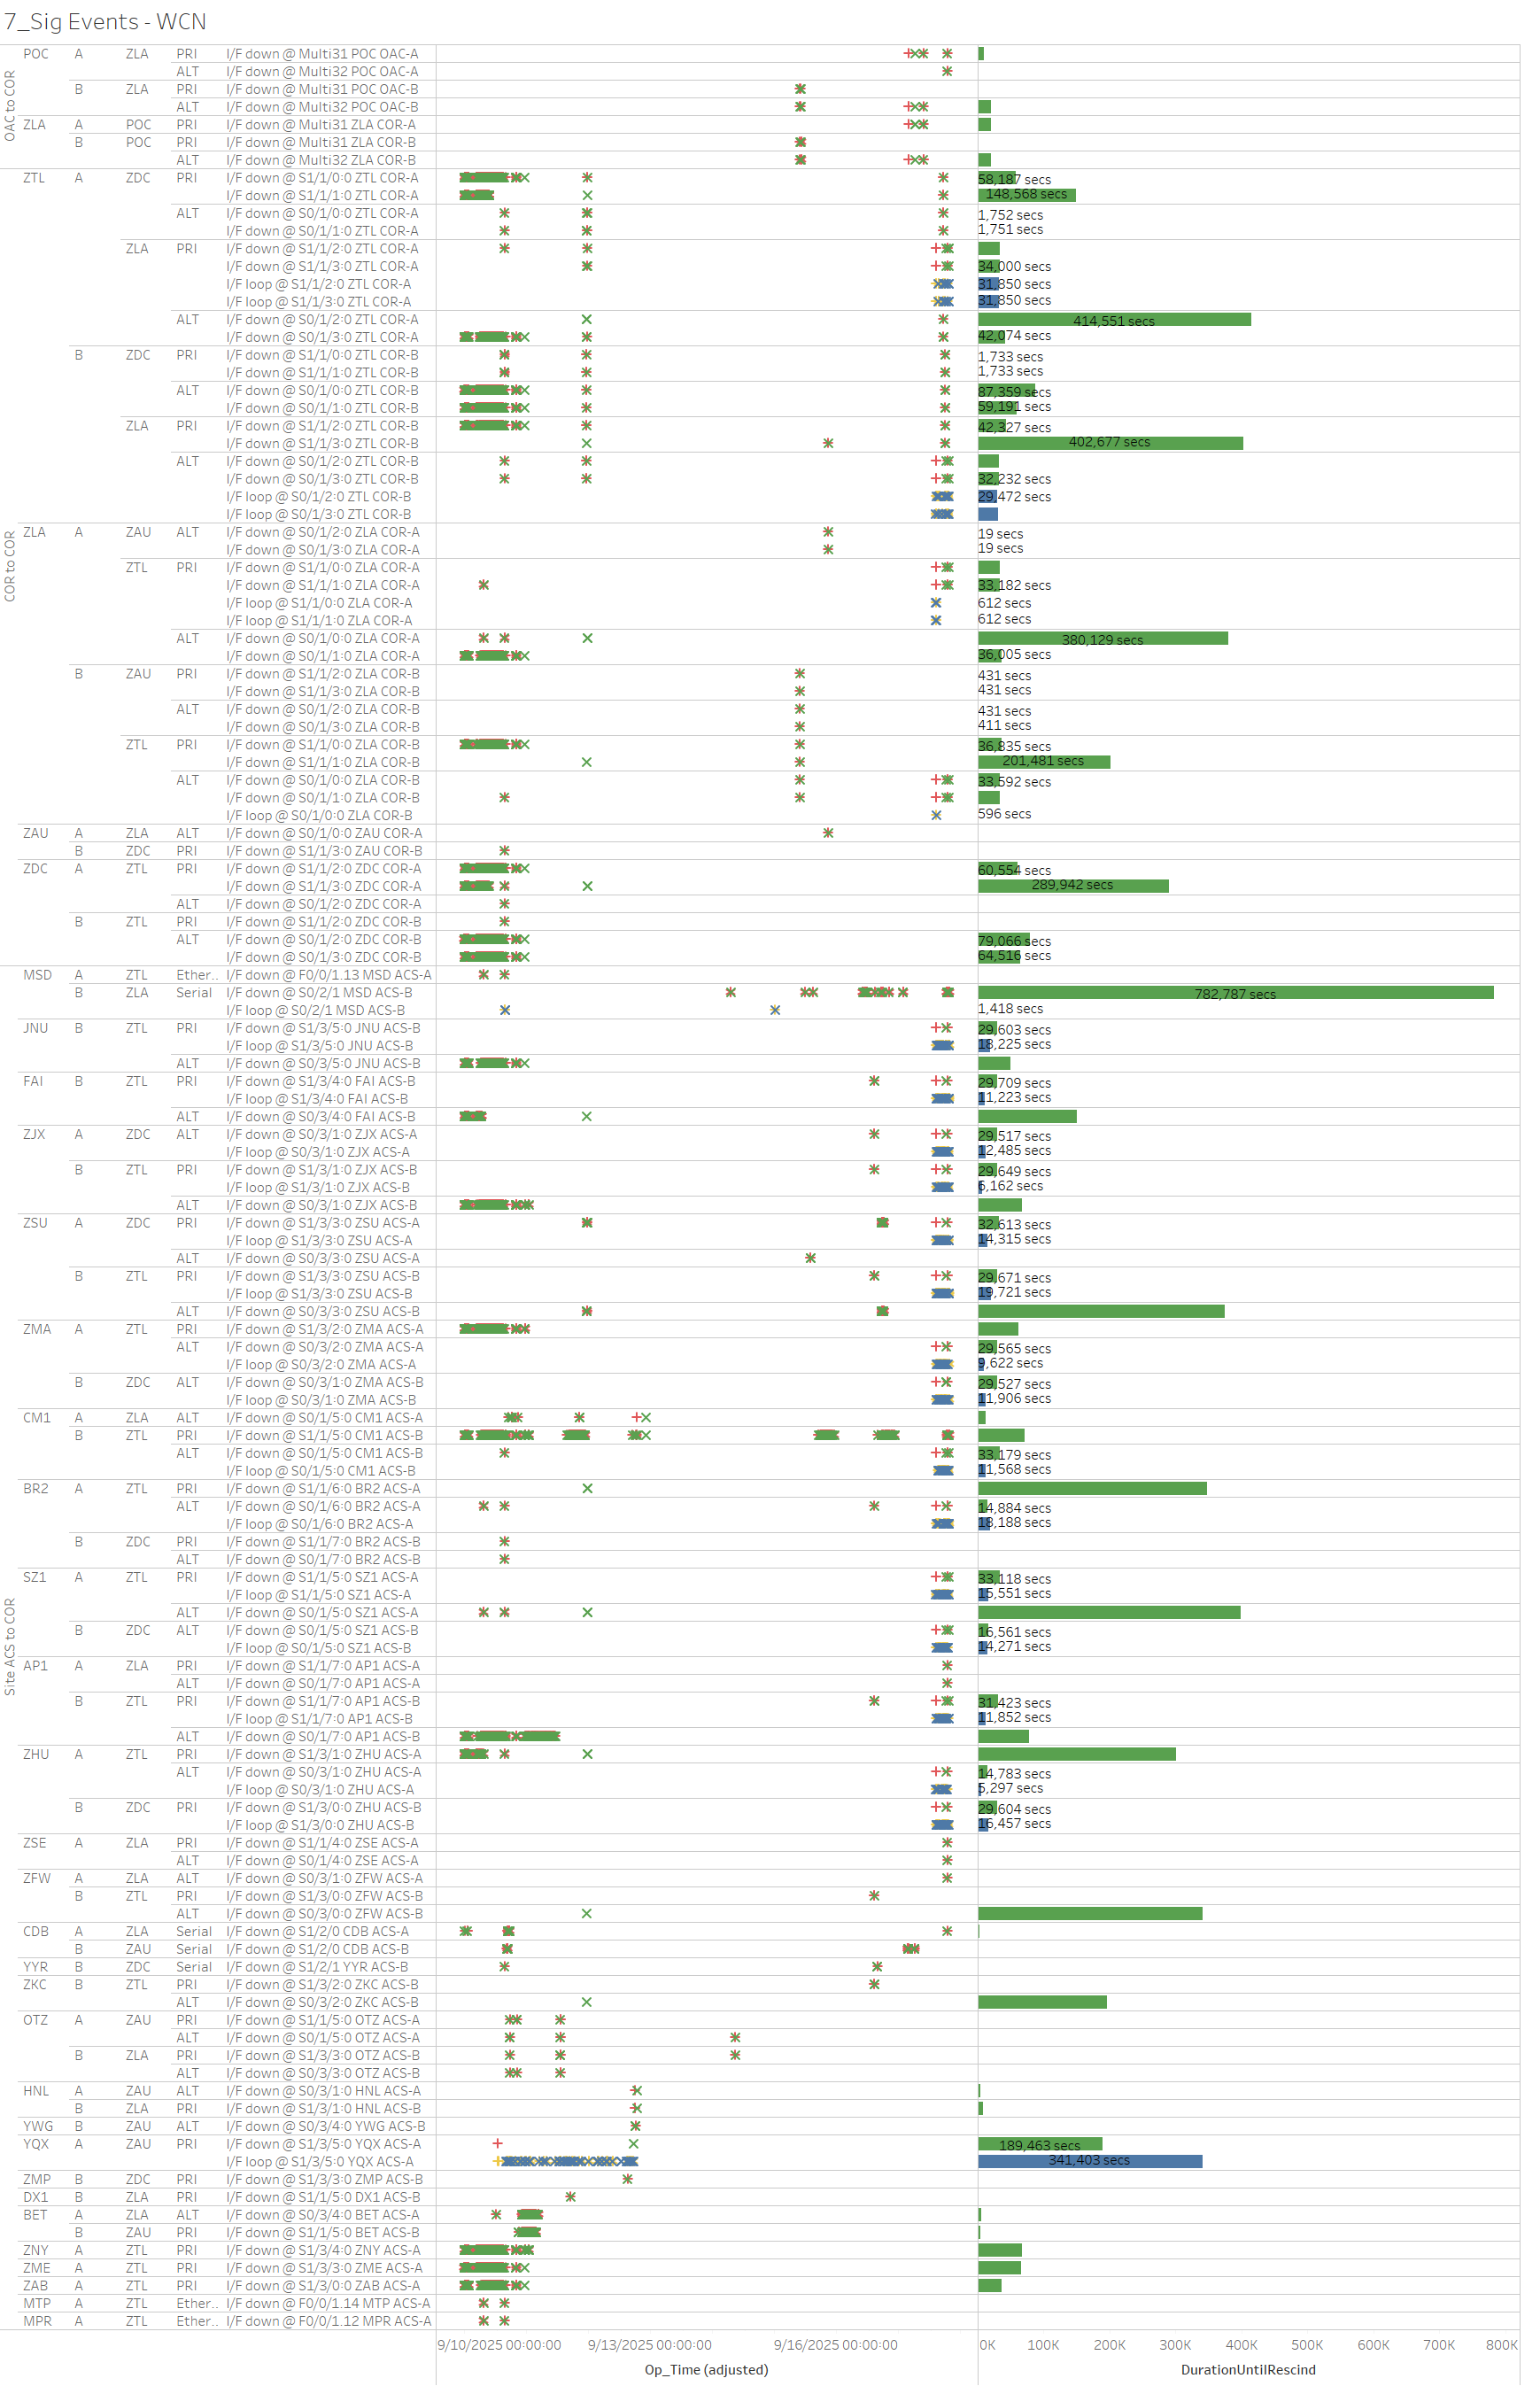 7_Sig Events - WCN
OAC to COR
POC A ZLA PRI I/F down @ Multi31 POC OAC-A
ALT I/F down @ Multi32 POC OAC-A
B ZLA PRI I/F down @ Multi31 POC OAC-B
ALT I/F down @ Multi32 POC OAC-B
ZLA A POC PRI I/F down @ Multi31 ZLA COR-A
B POC PRI I/F down @ Multi31 ZLA COR-B
ALT I/F down @ Multi32 ZLA COR-B
COR to COR
ZTL A ZDC PRI I/F down @ S1/1/0:0 ZTL COR-A 58,187 secs
I/F down @ S1/1/1:0 ZTL COR-A 148,568 secs
ALT I/F down @ S0/1/0:0 ZTL COR-A 1,752 secs
I/F down @ S0/1/1:0 ZTL COR-A 1,751 secs
ZLA PRI I/F down @ S1/1/2:0 ZTL COR-A
I/F down @ S1/1/3:0 ZTL COR-A 34,000 secs
I/F loop @ S1/1/2:0 ZTL COR-A 31,850 secs
I/F loop @ S1/1/3:0 ZTL COR-A 31,850 secs
ALT I/F down @ S0/1/2:0 ZTL COR-A 414,551 secs
I/F down @ S0/1/3:0 ZTL COR-A 42,074 secs
B ZDC PRI I/F down @ S1/1/0:0 ZTL COR-B 1,733 secs
I/F down @ S1/1/1:0 ZTL COR-B 1,733 secs
ALT I/F down @ S0/1/0:0 ZTL COR-B 87,359 secs
I/F down @ S0/1/1:0 ZTL COR-B 59,191 secs
ZLA PRI I/F down @ S1/1/2:0 ZTL COR-B 42,327 secs
I/F down @ S1/1/3:0 ZTL COR-B 402,677 secs
ALT I/F down @ S0/1/2:0 ZTL COR-B
I/F down @ S0/1/3:0 ZTL COR-B 32,232 secs
I/F loop @ S0/1/2:0 ZTL COR-B 29,472 secs
I/F loop @ S0/1/3:0 ZTL COR-B
ZLA A ZAU ALT I/F down @ S0/1/2:0 ZLA COR-A 19 secs
I/F down @ S0/1/3:0 ZLA COR-A 19 secs
ZTL PRI I/F down @ S1/1/0:0 ZLA COR-A
I/F down @ S1/1/1:0 ZLA COR-A 33,182 secs
I/F loop @ S1/1/0:0 ZLA COR-A 612 secs
I/F loop @ S1/1/1:0 ZLA COR-A 612 secs
ALT I/F down @ S0/1/0:0 ZLA COR-A 380,129 secs
I/F down @ S0/1/1:0 ZLA COR-A 36,005 secs
B ZAU PRI I/F down @ S1/1/2:0 ZLA COR-B 431 secs
I/F down @ S1/1/3:0 ZLA COR-B 431 secs
ALT I/F down @ S0/1/2:0 ZLA COR-B 431 secs
I/F down @ S0/1/3:0 ZLA COR-B 411 secs
ZTL PRI I/F down @ S1/1/0:0 ZLA COR-B 36,835 secs
I/F down @ S1/1/1:0 ZLA COR-B 201,481 secs
ALT I/F down @ S0/1/0:0 ZLA COR-B 33,592 secs
I/F down @ S0/1/1:0 ZLA COR-B
I/F loop @ S0/1/0:0 ZLA COR-B 596 secs
ZAU A ZLA ALT I/F down @ S0/1/0:0 ZAU COR-A
B ZDC PRI I/F down @ S1/1/3:0 ZAU COR-B
ZDC A ZTL PRI I/F down @ S1/1/2:0 ZDC COR-A 60,554 secs
I/F down @ S1/1/3:0 ZDC COR-A 289,942 secs
ALT I/F down @ S0/1/2:0 ZDC COR-A
B ZTL PRI I/F down @ S1/1/2:0 ZDC COR-B
ALT I/F down @ S0/1/2:0 ZDC COR-B 79,066 secs
I/F down @ S0/1/3:0 ZDC COR-B 64,516 secs
Site ACS to COR
MSD A ZTL Ether.. I/F down @ F0/0/1.13 MSD ACS-A
B ZLA Serial I/F down @ S0/2/1 MSD ACS-B 782,787 secs
I/F loop @ S0/2/1 MSD ACS-B 1,418 secs
JNU B ZTL PRI I/F down @ S1/3/5:0 JNU ACS-B 29,603 secs
I/F loop @ S1/3/5:0 JNU ACS-B 18,225 secs
ALT I/F down @ S0/3/5:0 JNU ACS-B
FAI B ZTL PRI I/F down @ S1/3/4:0 FAI ACS-B 29,709 secs
I/F loop @ S1/3/4:0 FAI ACS-B 11,223 secs
ALT I/F down @ S0/3/4:0 FAI ACS-B
ZJX A ZDC ALT I/F down @ S0/3/1:0 ZJX ACS-A 29,517 secs
I/F loop @ S0/3/1:0 ZJX ACS-A 12,485 secs
B ZTL PRI I/F down @ S1/3/1:0 ZJX ACS-B 29,649 secs
I/F loop @ S1/3/1:0 ZJX ACS-B 6,162 secs
ALT I/F down @ S0/3/1:0 ZJX ACS-B
ZSU A ZDC PRI I/F down @ S1/3/3:0 ZSU ACS-A 32,613 secs
I/F loop @ S1/3/3:0 ZSU ACS-A 14,315 secs
ALT I/F down @ S0/3/3:0 ZSU ACS-A
B ZTL PRI I/F down @ S1/3/3:0 ZSU ACS-B 29,671 secs
I/F loop @ S1/3/3:0 ZSU ACS-B 19,721 secs
ALT I/F down @ S0/3/3:0 ZSU ACS-B
ZMA A ZTL PRI I/F down @ S1/3/2:0 ZMA ACS-A
ALT I/F down @ S0/3/2:0 ZMA ACS-A 29,565 secs
I/F loop @ S0/3/2:0 ZMA ACS-A 9,622 secs
B ZDC ALT I/F down @ S0/3/1:0 ZMA ACS-B 29,527 secs
I/F loop @ S0/3/1:0 ZMA ACS-B 11,906 secs
CM1 A ZLA ALT I/F down @ S0/1/5:0 CM1 ACS-A
B ZTL PRI I/F down @ S1/1/5:0 CM1 ACS-B
ALT I/F down @ S0/1/5:0 CM1 ACS-B 33,179 secs
I/F loop @ S0/1/5:0 CM1 ACS-B 11,568 secs
BR2 A ZTL PRI I/F down @ S1/1/6:0 BR2 ACS-A
ALT I/F down @ S0/1/6:0 BR2 ACS-A 14,884 secs
I/F loop @ S0/1/6:0 BR2 ACS-A 18,188 secs
B ZDC PRI I/F down @ S1/1/7:0 BR2 ACS-B
ALT I/F down @ S0/1/7:0 BR2 ACS-B
SZ1 A ZTL PRI I/F down @ S1/1/5:0 SZ1 ACS-A 33,118 secs
I/F loop @ S1/1/5:0 SZ1 ACS-A 15,551 secs
ALT I/F down @ S0/1/5:0 SZ1 ACS-A
B ZDC ALT I/F down @ S0/1/5:0 SZ1 ACS-B 16,561 secs
I/F loop @ S0/1/5:0 SZ1 ACS-B 14,271 secs
AP1 A ZLA PRI I/F down @ S1/1/7:0 AP1 ACS-A
ALT I/F down @ S0/1/7:0 AP1 ACS-A
B ZTL PRI I/F down @ S1/1/7:0 AP1 ACS-B 31,423 secs
I/F loop @ S1/1/7:0 AP1 ACS-B 11,852 secs
ALT I/F down @ S0/1/7:0 AP1 ACS-B
ZHU A ZTL PRI I/F down @ S1/3/1:0 ZHU ACS-A
ALT I/F down @ S0/3/1:0 ZHU ACS-A 14,783 secs
I/F loop @ S0/3/1:0 ZHU ACS-A 5,297 secs
B ZDC PRI I/F down @ S1/3/0:0 ZHU ACS-B 29,604 secs
I/F loop @ S1/3/0:0 ZHU ACS-B 16,457 secs
ZSE A ZLA PRI I/F down @ S1/1/4:0 ZSE ACS-A
ALT I/F down @ S0/1/4:0 ZSE ACS-A
ZFW A ZLA ALT I/F down @ S0/3/1:0 ZFW ACS-A
B ZTL PRI I/F down @ S1/3/0:0 ZFW ACS-B
ALT I/F down @ S0/3/0:0 ZFW ACS-B
CDB A ZLA Serial I/F down @ S1/2/0 CDB ACS-A
B ZAU Serial I/F down @ S1/2/0 CDB ACS-B
YYR B ZDC Serial I/F down @ S1/2/1 YYR ACS-B
ZKC B ZTL PRI I/F down @ S1/3/2:0 ZKC ACS-B
ALT I/F down @ S0/3/2:0 ZKC ACS-B
OTZ A ZAU PRI I/F down @ S1/1/5:0 OTZ ACS-A
ALT I/F down @ S0/1/5:0 OTZ ACS-A
B ZLA PRI I/F down @ S1/3/3:0 OTZ ACS-B
ALT I/F down @ S0/3/3:0 OTZ ACS-B
HNL A ZAU ALT I/F down @ S0/3/1:0 HNL ACS-A
B ZLA PRI I/F down @ S1/3/1:0 HNL ACS-B
YWG B ZAU ALT I/F down @ S0/3/4:0 YWG ACS-B
YQX A ZAU PRI I/F down @ S1/3/5:0 YQX ACS-A 189,463 secs
I/F loop @ S1/3/5:0 YQX ACS-A 341,403 secs
ZMP B ZDC PRI I/F down @ S1/3/3:0 ZMP ACS-B
DX1 B ZLA PRI I/F down @ S1/1/5:0 DX1 ACS-B
BET A ZLA ALT I/F down @ S0/3/4:0 BET ACS-A
B ZAU PRI I/F down @ S1/1/5:0 BET ACS-B
ZNY A ZTL PRI I/F down @ S1/3/4:0 ZNY ACS-A
ZME A ZTL PRI I/F down @ S1/3/3:0 ZME ACS-A
ZAB A ZTL PRI I/F down @ S1/3/0:0 ZAB ACS-A
MTP A ZTL Ether.. I/F down @ F0/0/1.14 MTP ACS-A
MPR A ZTL Ether.. I/F down @ F0/0/1.12 MPR ACS-A
9/10/2025 00:00:00 9/13/2025 00:00:00 9/16/2025 00:00:00 0K 100K 200K 300K 400K 500K 600K 700K 800K
Op_Time (adjusted) DurationUntilRescind